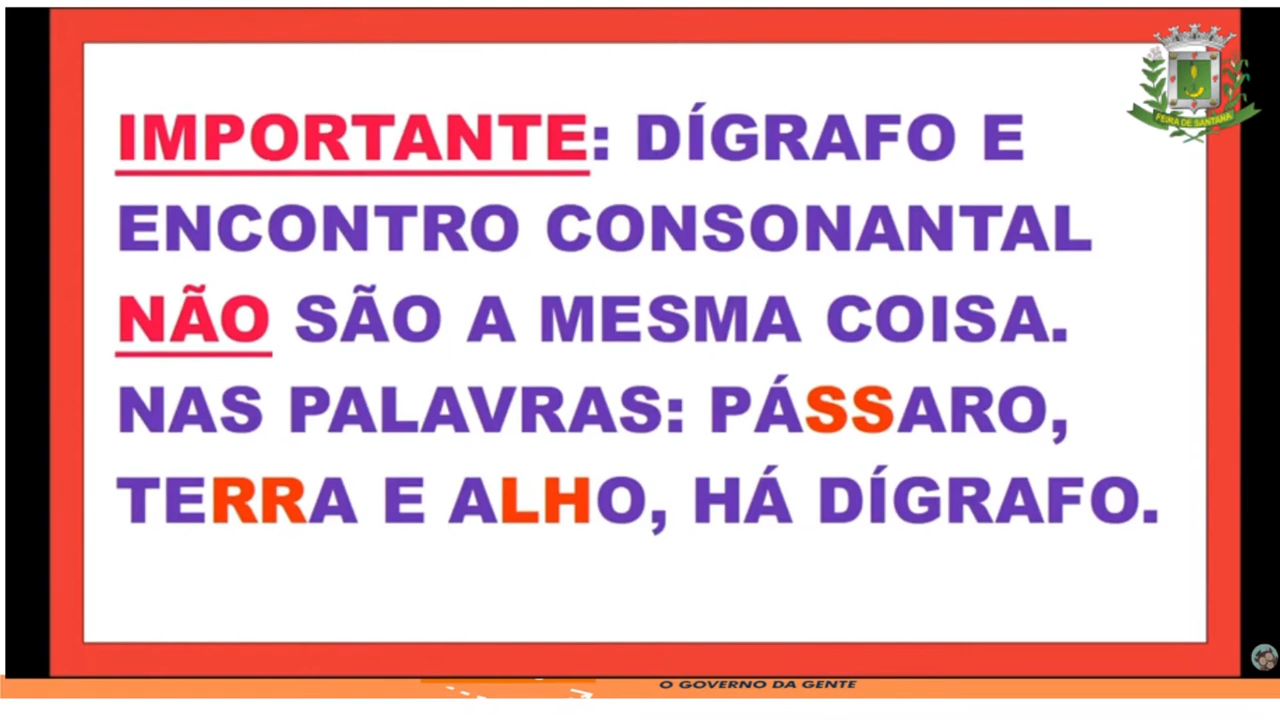 IMPORTANTE: DÍGRAFO E
ENCONTRO CONSONANTAL
NÃO SÃO A MESMA COISA.
NAS PALAVRAS: PÁSSARO,
TERRA E ALHO, HÁ DÍGRAFO.
FEIRA DE SANTANA
O GOVERNO DA GENTE